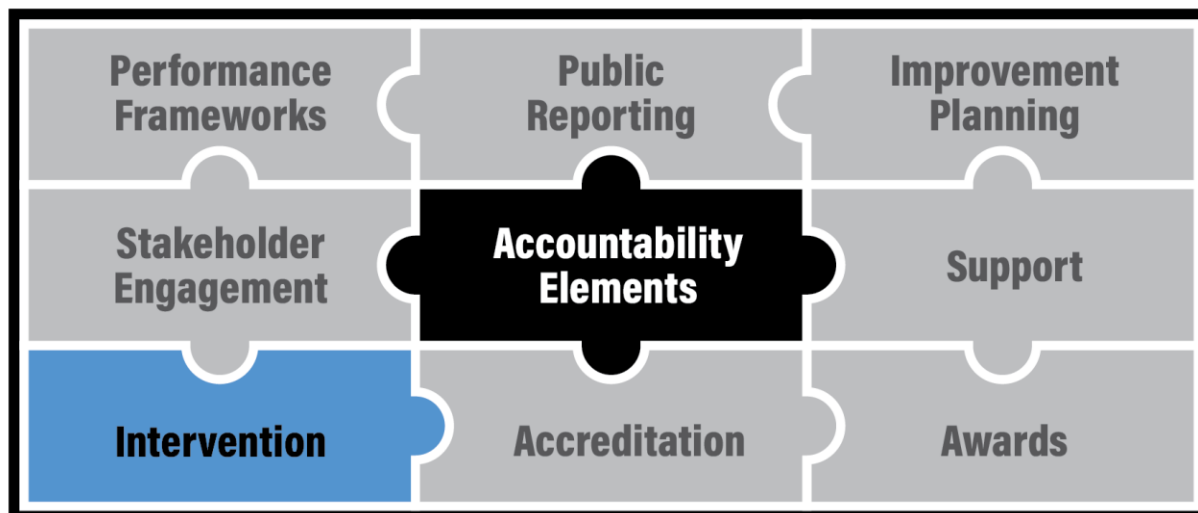 Performance
Frameworks
Public
Reporting
Improvement
Planning
Stakeholder
Engagement
Accountability
Elements
Support
Intervention
Accreditation
Awards